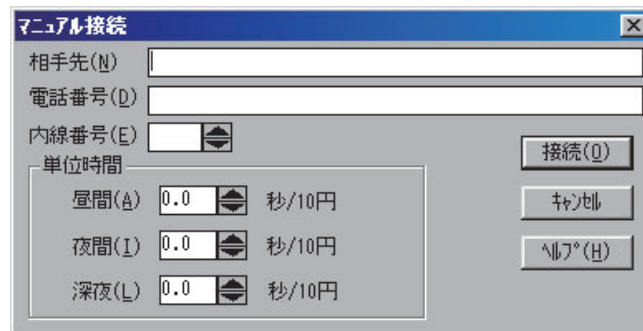 ﾏﾆｭｱﾙ接続
相手先(N)
電話番号(D)
内線番号(E)
接続(O)
単位時間
昼間(A) 0.0 秒/10円
ｷｬﾝｾﾙ
夜間(I) 0.0 秒/10円
ﾍﾙﾌﾟ(H)
深夜(L) 0.0 秒/10円